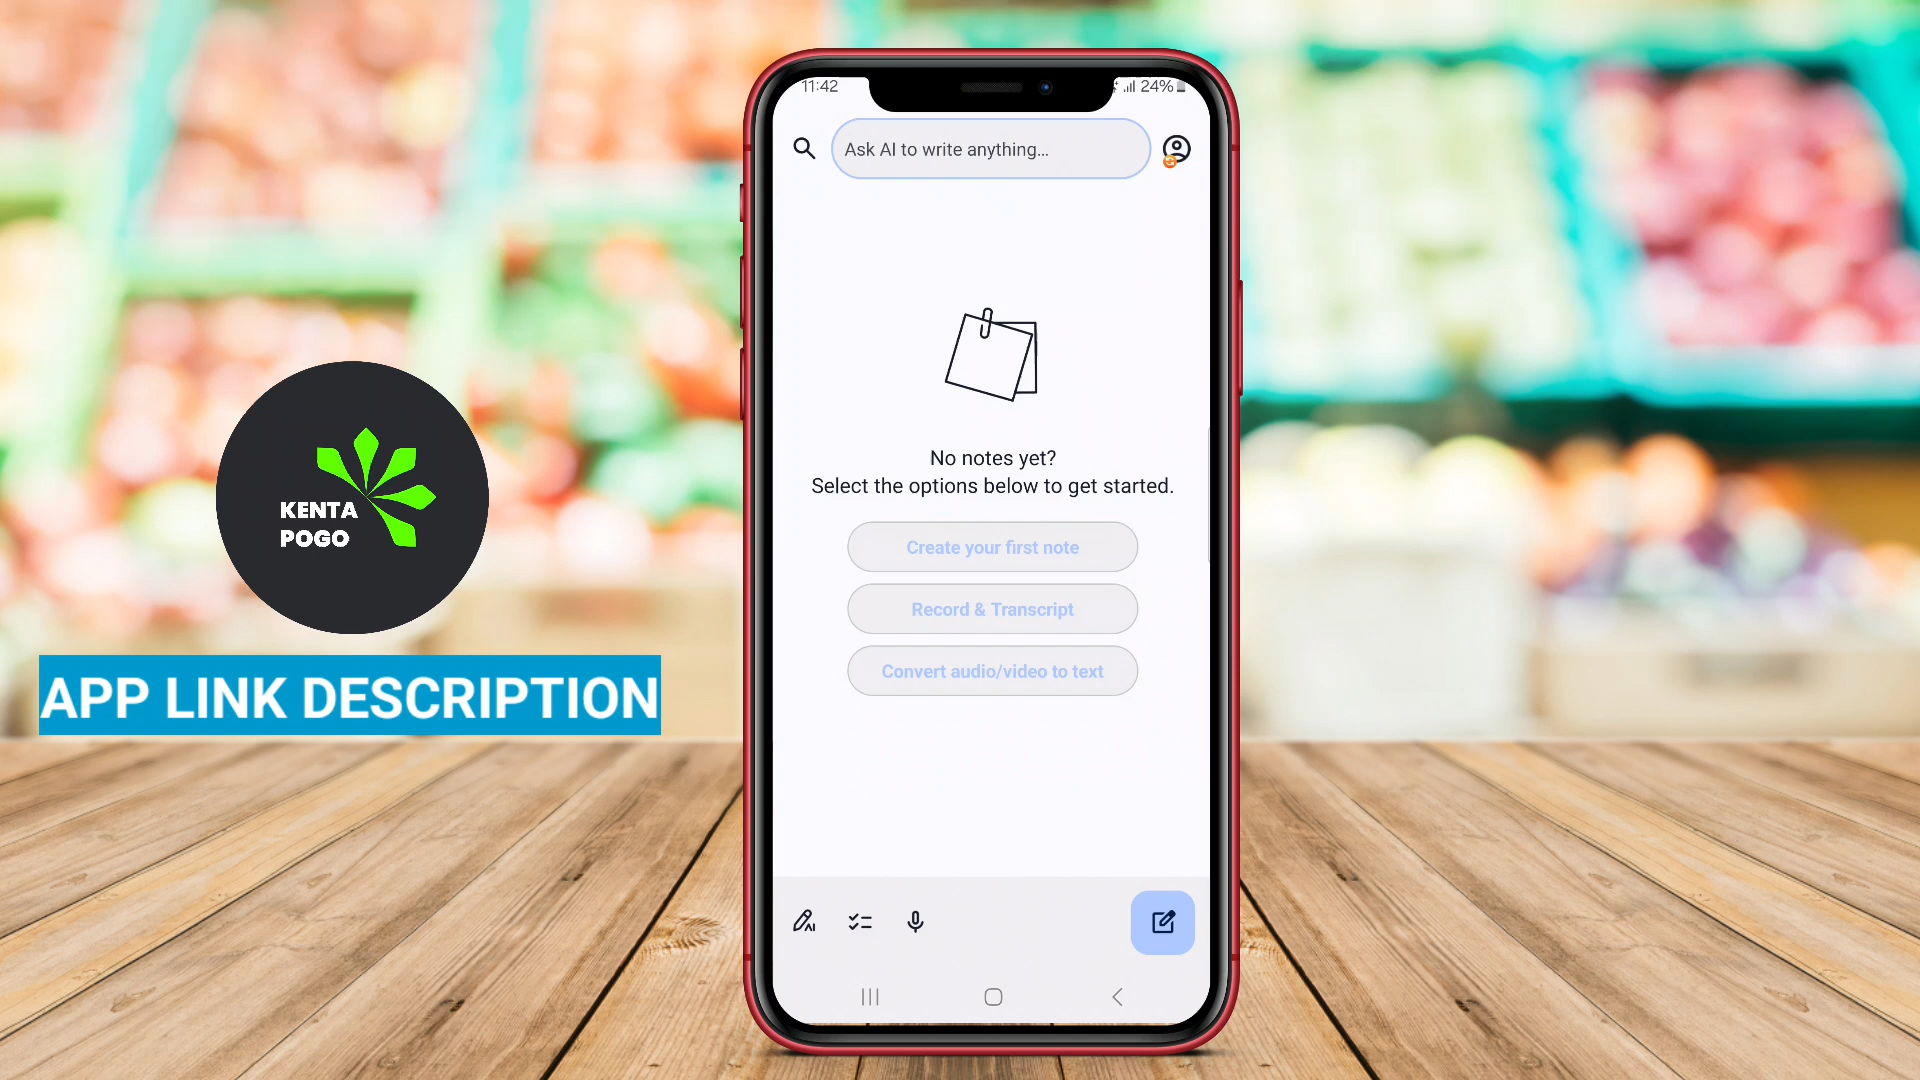 11:42
24%
Ask AI to write anything...
No notes yet?
Select the options below to get started.
Create your first note
Record & Transcript
Convert audio/video to text
AI
KENTA
POGO
APP LINK DESCRIPTION